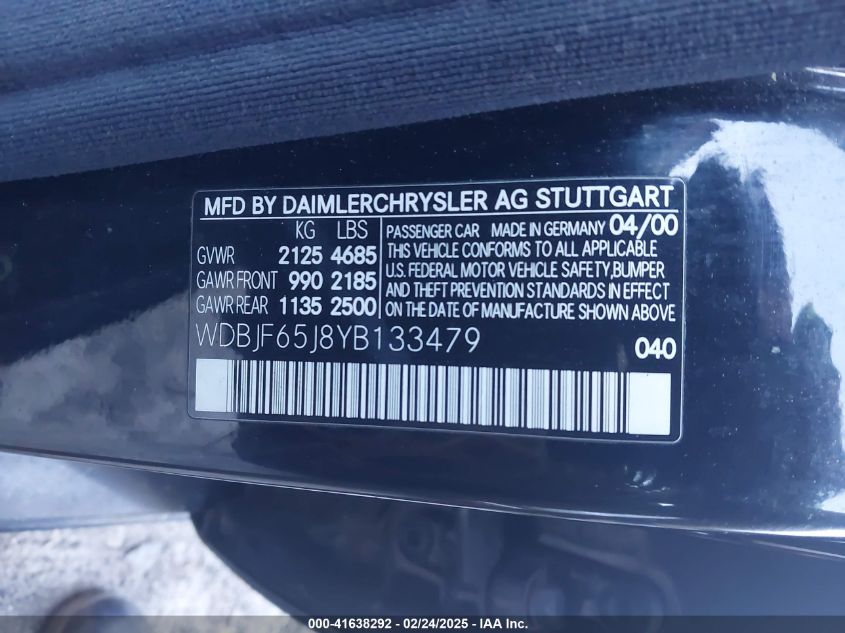 MFD BY DAIMLERCHRYSLER AG STUTTGART
KG LBS
GVWR 2125 4685
GAWR FRONT 990 2185
GAWR REAR 1135 2500
PASSENGER CAR MADE IN GERMANY 04/00
THIS VEHICLE CONFORMS TO ALL APPLICABLE
U.S. FEDERAL MOTOR VEHICLE SAFETY,BUMPER
AND THEFT PREVENTION STANDARDS IN EFFECT
ON THE DATE OF MANUFACTURE SHOWN ABOVE
WDBJF65J8YB133479
040
000-41638292 - 02/24/2025 - IAA Inc.